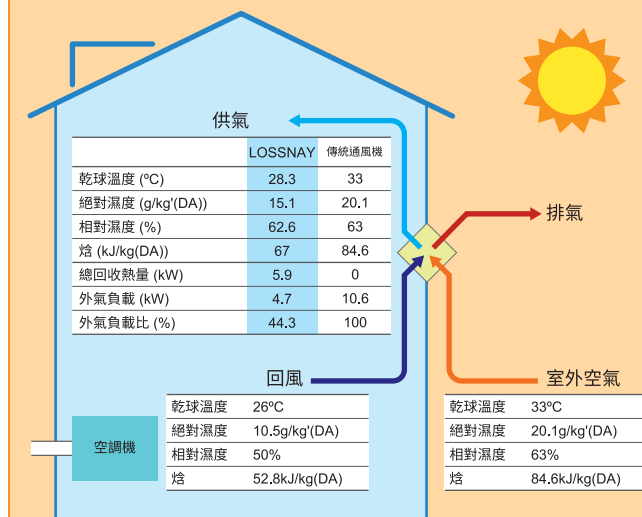 供氣
LOSSNAY 傳統通風機
乾球溫度 (ºC) 28.3 33
絕對濕度 (g/kg'(DA)) 15.1 20.1
相對濕度 (%) 62.6 63
焓 (kJ/kg(DA)) 67 84.6
總回收熱量 (kW) 5.9 0
外氣負載 (kW) 4.7 10.6
外氣負載比 (%) 44.3 100
排氣
回風
乾球溫度 26ºC
絕對濕度 10.5g/kg'(DA)
相對濕度 50%
焓 52.8kJ/kg(DA)
空調機
室外空氣
乾球溫度 33ºC
絕對濕度 20.1g/kg'(DA)
相對濕度 63%
焓 84.6kJ/kg(DA)